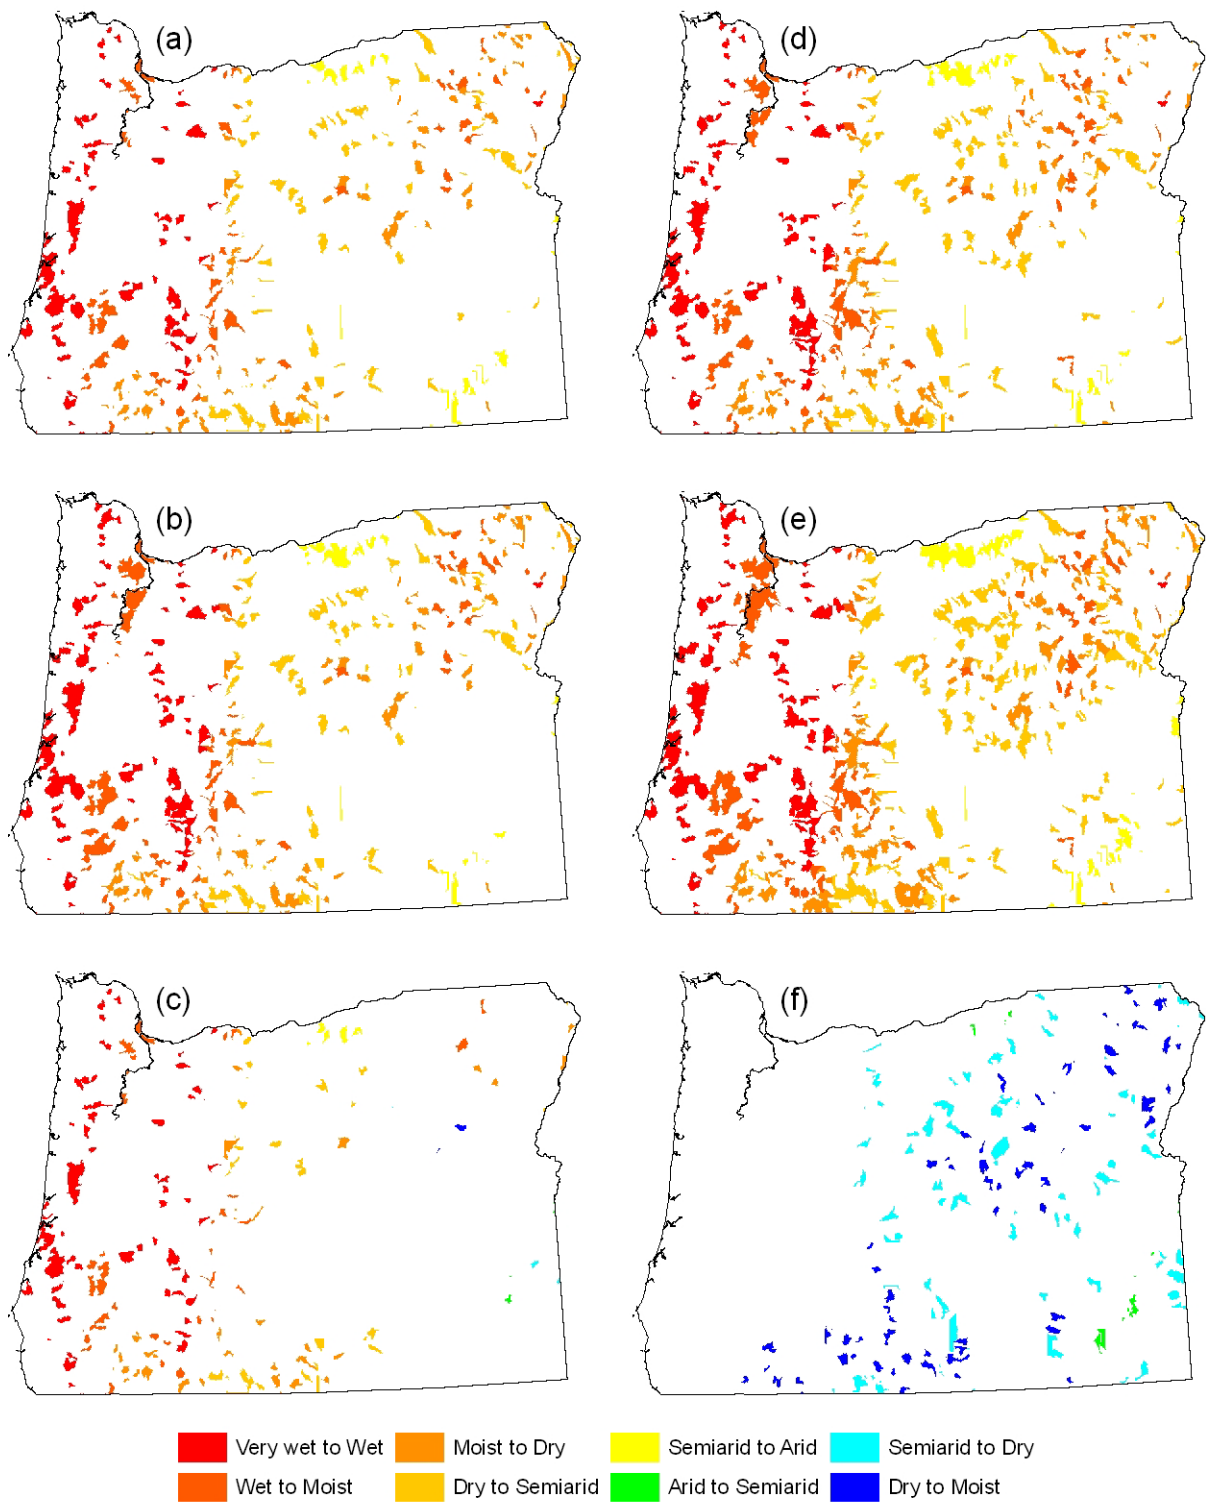 (a)
(d)
(b)
(e)
(c)
(f)
Very wet to Wet
Moist to Dry
Semiarid to Arid
Semiarid to Dry
Wet to Moist
Dry to Semiarid
Arid to Semiarid
Dry to Moist